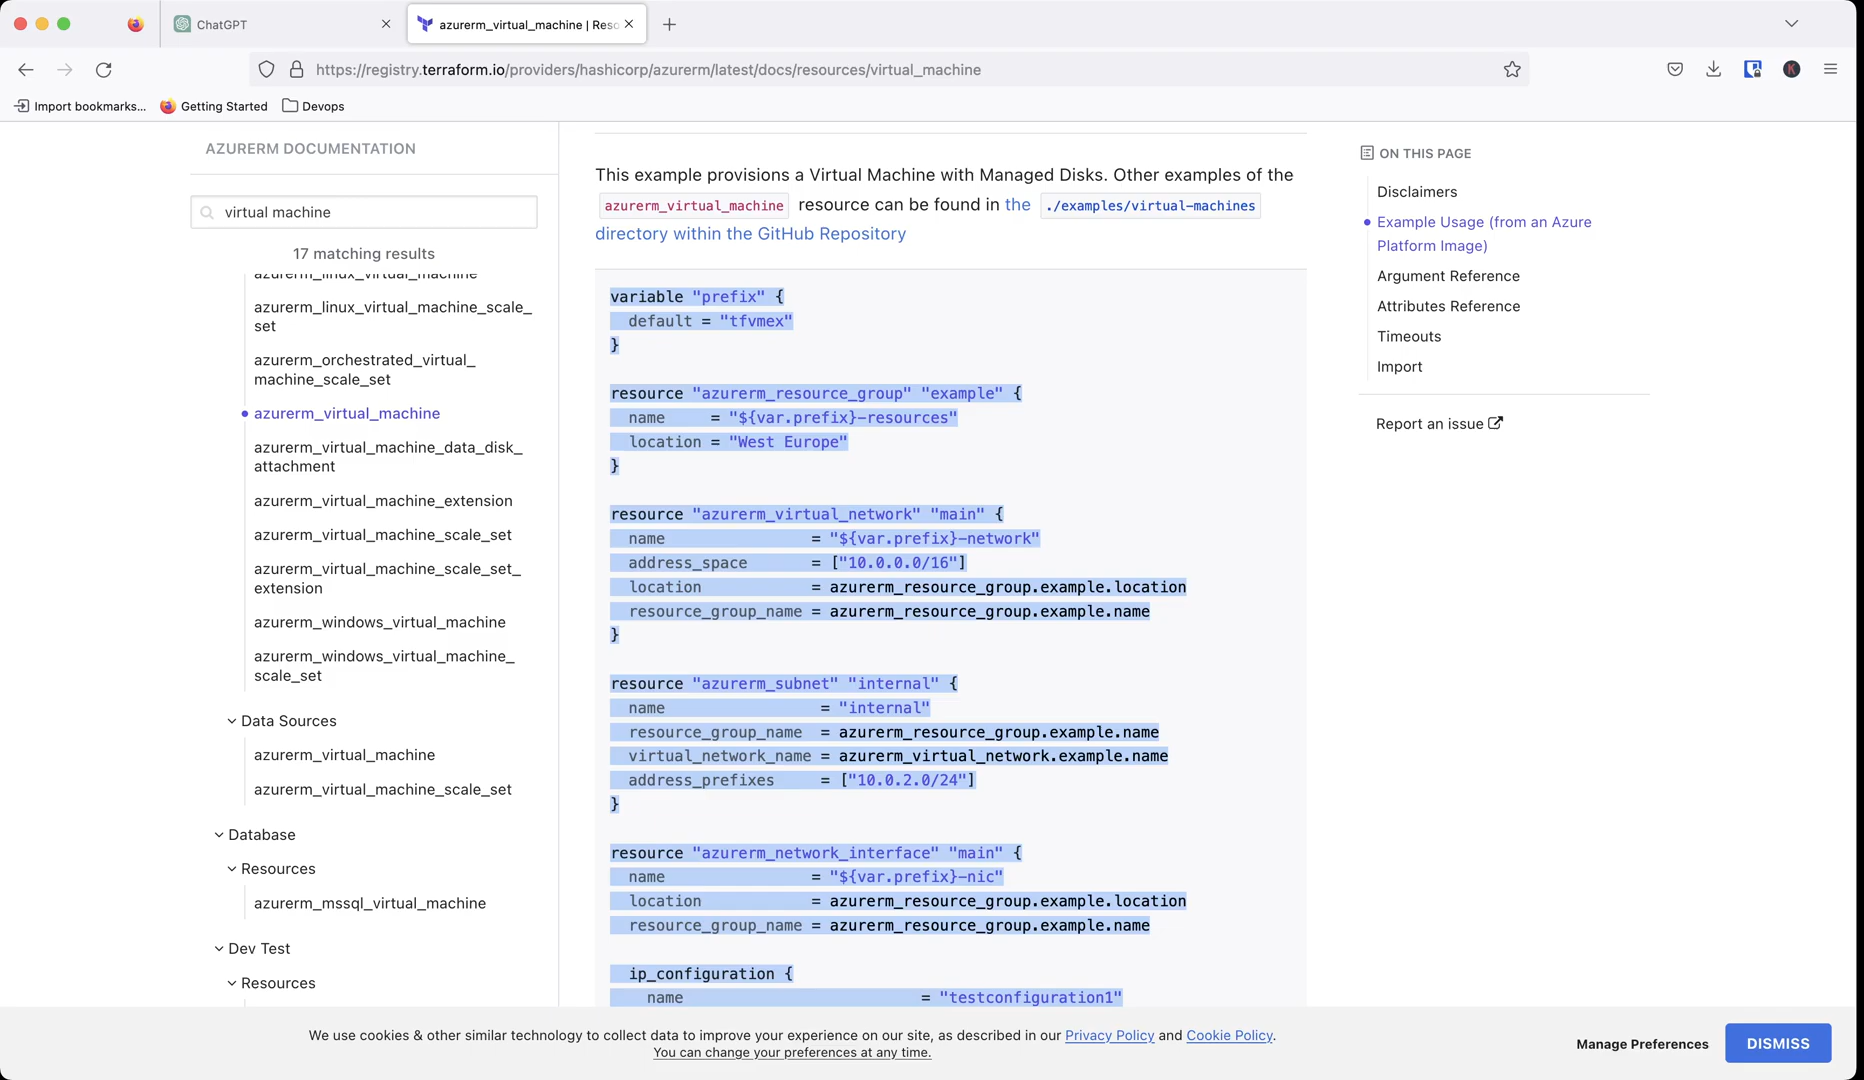 ChatGPT
azurerm_virtual_machine | Reso
https://registry.terraform.io/providers/hashicorp/azurerm/latest/docs/resources/virtual_machine
K
Import bookmarks...
Getting Started
Devops
AZURERM DOCUMENTATION
virtual machine
17 matching results
azurerm_linux_virtual_machine
azurerm_linux_virtual_machine_scale_
set
azurerm_orchestrated_virtual_
machine_scale_set
azurerm_virtual_machine
azurerm_virtual_machine_data_disk_
attachment
azurerm_virtual_machine_extension
azurerm_virtual_machine_scale_set
azurerm_virtual_machine_scale_set_
extension
azurerm_windows_virtual_machine
azurerm_windows_virtual_machine_
scale_set
Data Sources
azurerm_virtual_machine
azurerm_virtual_machine_scale_set
Database
Resources
azurerm_mssql_virtual_machine
Dev Test
Resources
This example provisions a Virtual Machine with Managed Disks. Other examples of the
azurerm_virtual_machine resource can be found in the ./examples/virtual-machines
directory within the GitHub Repository
variable "prefix" {
  default = "tfvmex"
}
resource "azurerm_resource_group" "example" {
  name     = "${var.prefix}-resources"
  location = "West Europe"
}
resource "azurerm_virtual_network" "main" {
  name                = "${var.prefix}-network"
  address_space       = ["10.0.0.0/16"]
  location            = azurerm_resource_group.example.location
  resource_group_name = azurerm_resource_group.example.name
}
resource "azurerm_subnet" "internal" {
  name                 = "internal"
  resource_group_name  = azurerm_resource_group.example.name
  virtual_network_name = azurerm_virtual_network.example.name
  address_prefixes     = ["10.0.2.0/24"]
}
resource "azurerm_network_interface" "main" {
  name                = "${var.prefix}-nic"
  location            = azurerm_resource_group.example.location
  resource_group_name = azurerm_resource_group.example.name
  ip_configuration {
    name                          = "testconfiguration1"
ON THIS PAGE
Disclaimers
Example Usage (from an Azure
Platform Image)
Argument Reference
Attributes Reference
Timeouts
Import
Report an issue
We use cookies & other similar technology to collect data to improve your experience on our site, as described in our Privacy Policy and Cookie Policy.
You can change your preferences at any time.
Manage Preferences
DISMISS